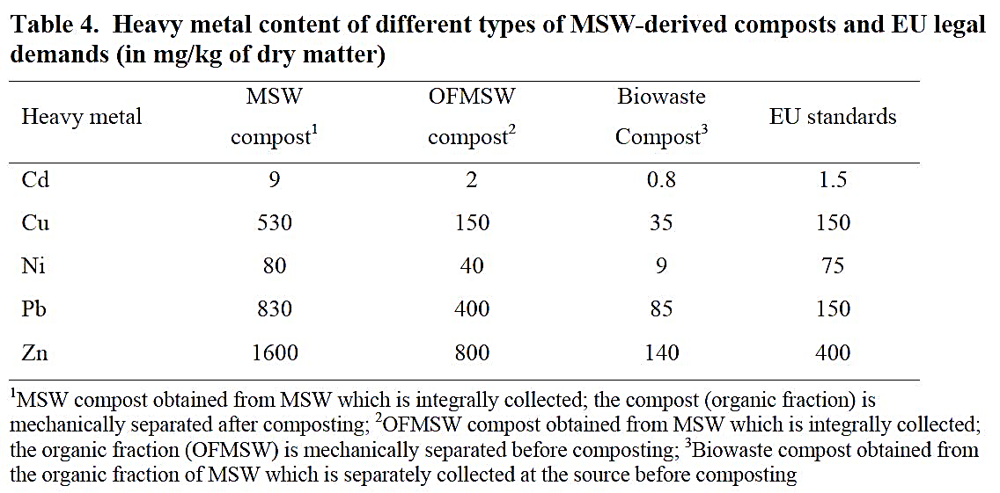 Table 4. Heavy metal content of different types of MSW-derived composts and EU legal
demands (in mg/kg of dry matter)
Heavy metal MSW compost¹ OFMSW compost² Biowaste Compost³ EU standards
Cd 9 2 0.8 1.5
Cu 530 150 35 150
Ni 80 40 9 75
Pb 830 400 85 150
Zn 1600 800 140 400
¹MSW compost obtained from MSW which is integrally collected; the compost (organic fraction) is
mechanically separated after composting; ²OFMSW compost obtained from MSW which is integrally collected;
the organic fraction (OFMSW) is mechanically separated before composting; ³Biowaste compost obtained from
the organic fraction of MSW which is separately collected at the source before composting